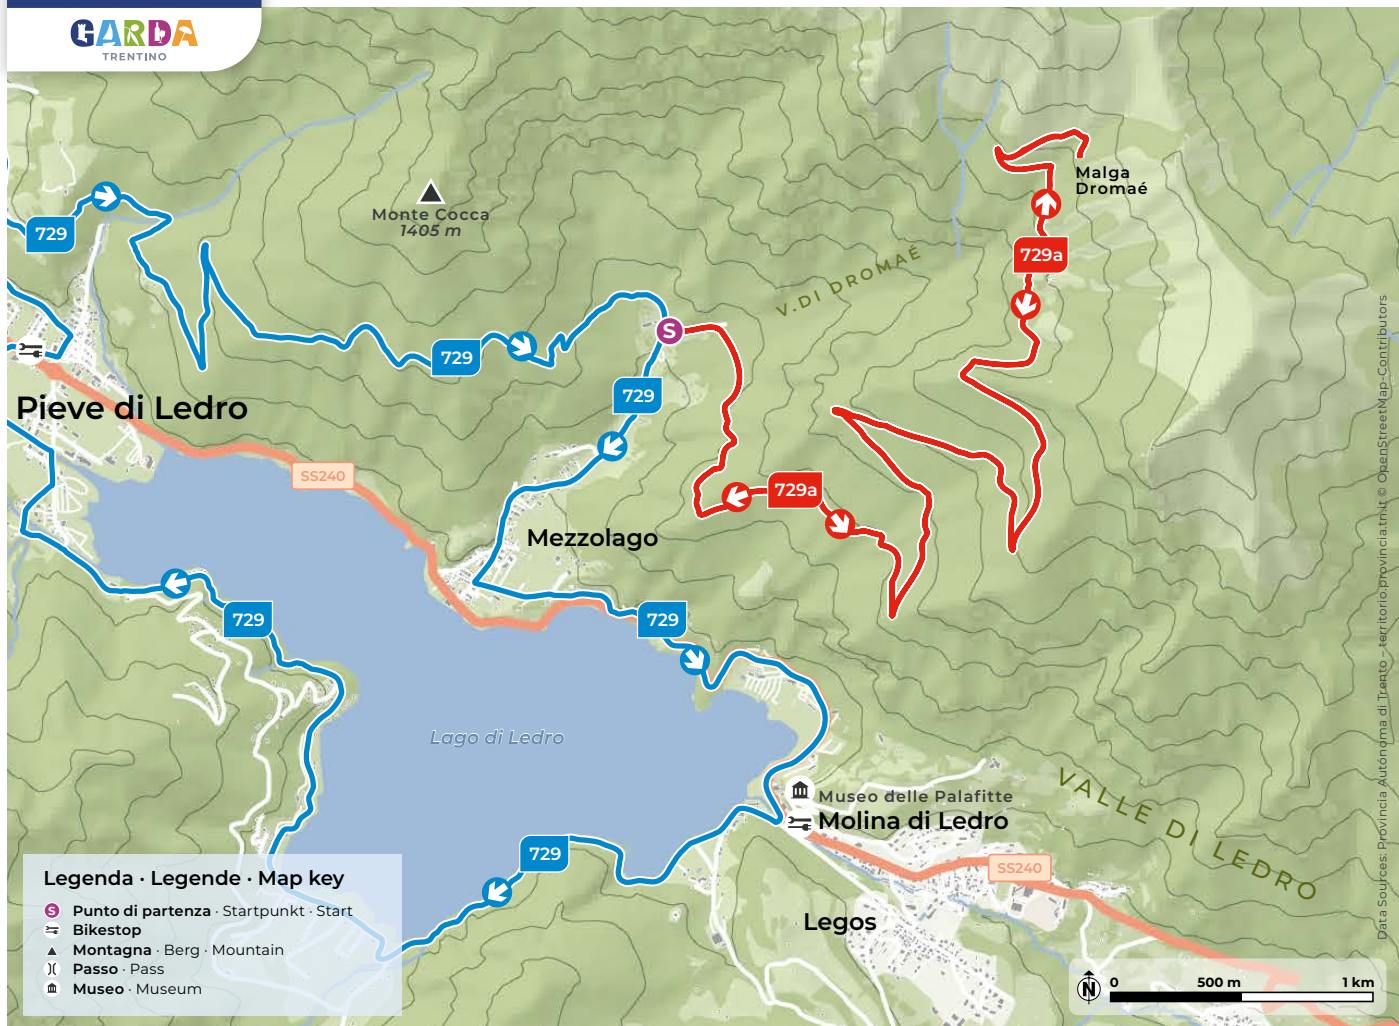 GARDA
TRENTINO
Malga
Dromaé
Monte Cocca
1405 m
729
729a
V. DI DROMAÉ
S
729
729
Pieve di Ledro
SS240
729a
Mezzolago
729
729
Lago di Ledro
Museo delle Palafitte
Molina di Ledro
VALLE DI LEDRO
729
SS240
Legos
Legenda · Legende · Map key
S Punto di partenza · Startpunkt · Start
Bikestop
Montagna · Berg · Mountain
Passo · Pass
Museo · Museum
N 0 500 m 1 km
Data Sources: Provincia Autónoma di Trento - territorio.provincia.tn.it © OpenStreetMap-Contributors